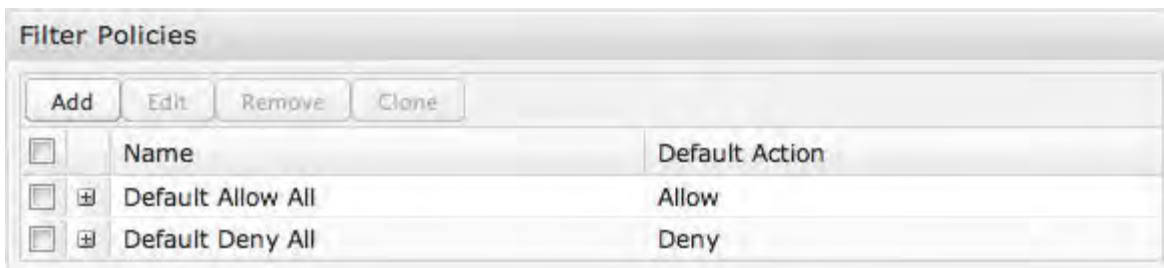 Filter Policies
Add Edit Remove Clone
Name Default Action
Default Allow All Allow
Default Deny All Deny